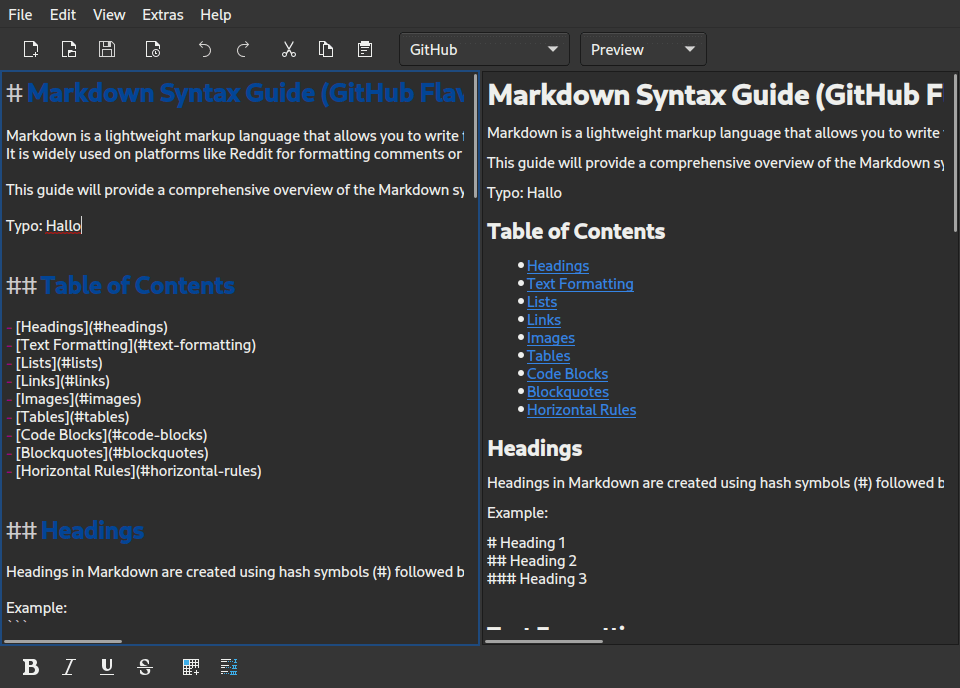 File Edit View Extras Help
GitHub Preview
# Markdown Syntax Guide (GitHub Flav
Markdown is a lightweight markup language that allows you to write
It is widely used on platforms like Reddit for formatting comments or
This guide will provide a comprehensive overview of the Markdown sy
Typo: Hallo
## Table of Contents
- [Headings](#headings)
- [Text Formatting](#text-formatting)
- [Lists](#lists)
- [Links](#links)
- [Images](#images)
- [Tables](#tables)
- [Code Blocks](#code-blocks)
- [Blockquotes](#blockquotes)
- [Horizontal Rules](#horizontal-rules)
## Headings
Headings in Markdown are created using hash symbols (#) followed b
Example:
```
Markdown Syntax Guide (GitHub F
Markdown is a lightweight markup language that allows you to write
This guide will provide a comprehensive overview of the Markdown sy
Typo: Hallo
Table of Contents
• Headings
• Text Formatting
• Lists
• Links
• Images
• Tables
• Code Blocks
• Blockquotes
• Horizontal Rules
Headings
Headings in Markdown are created using hash symbols (#) followed b
Example:
# Heading 1
## Heading 2
### Heading 3
B I U S